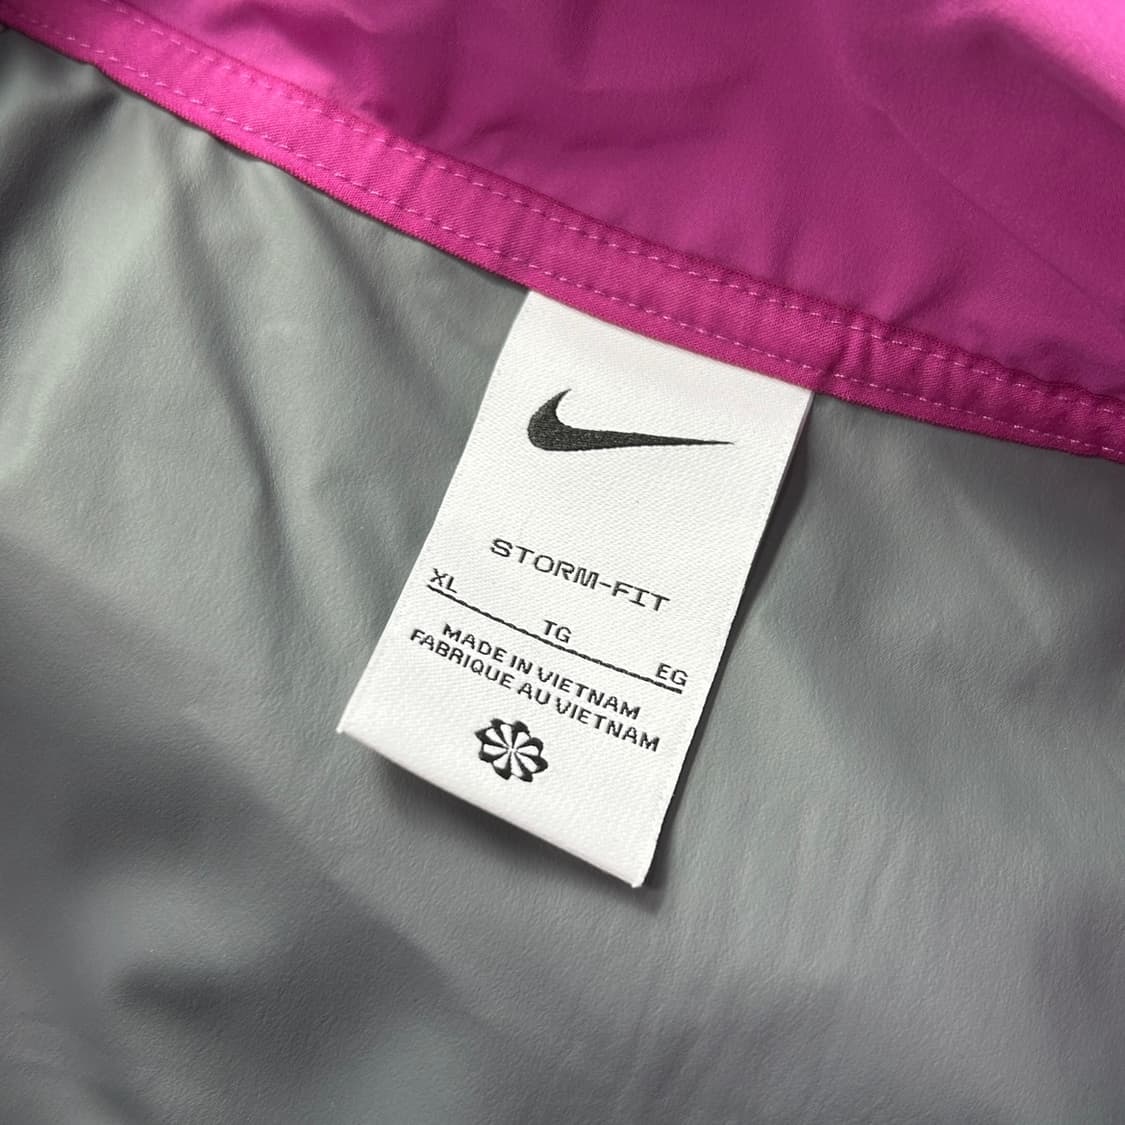 STORM-FIT
XL TG EG
MADE IN VIETNAM
FABRIQUE AU VIETNAM